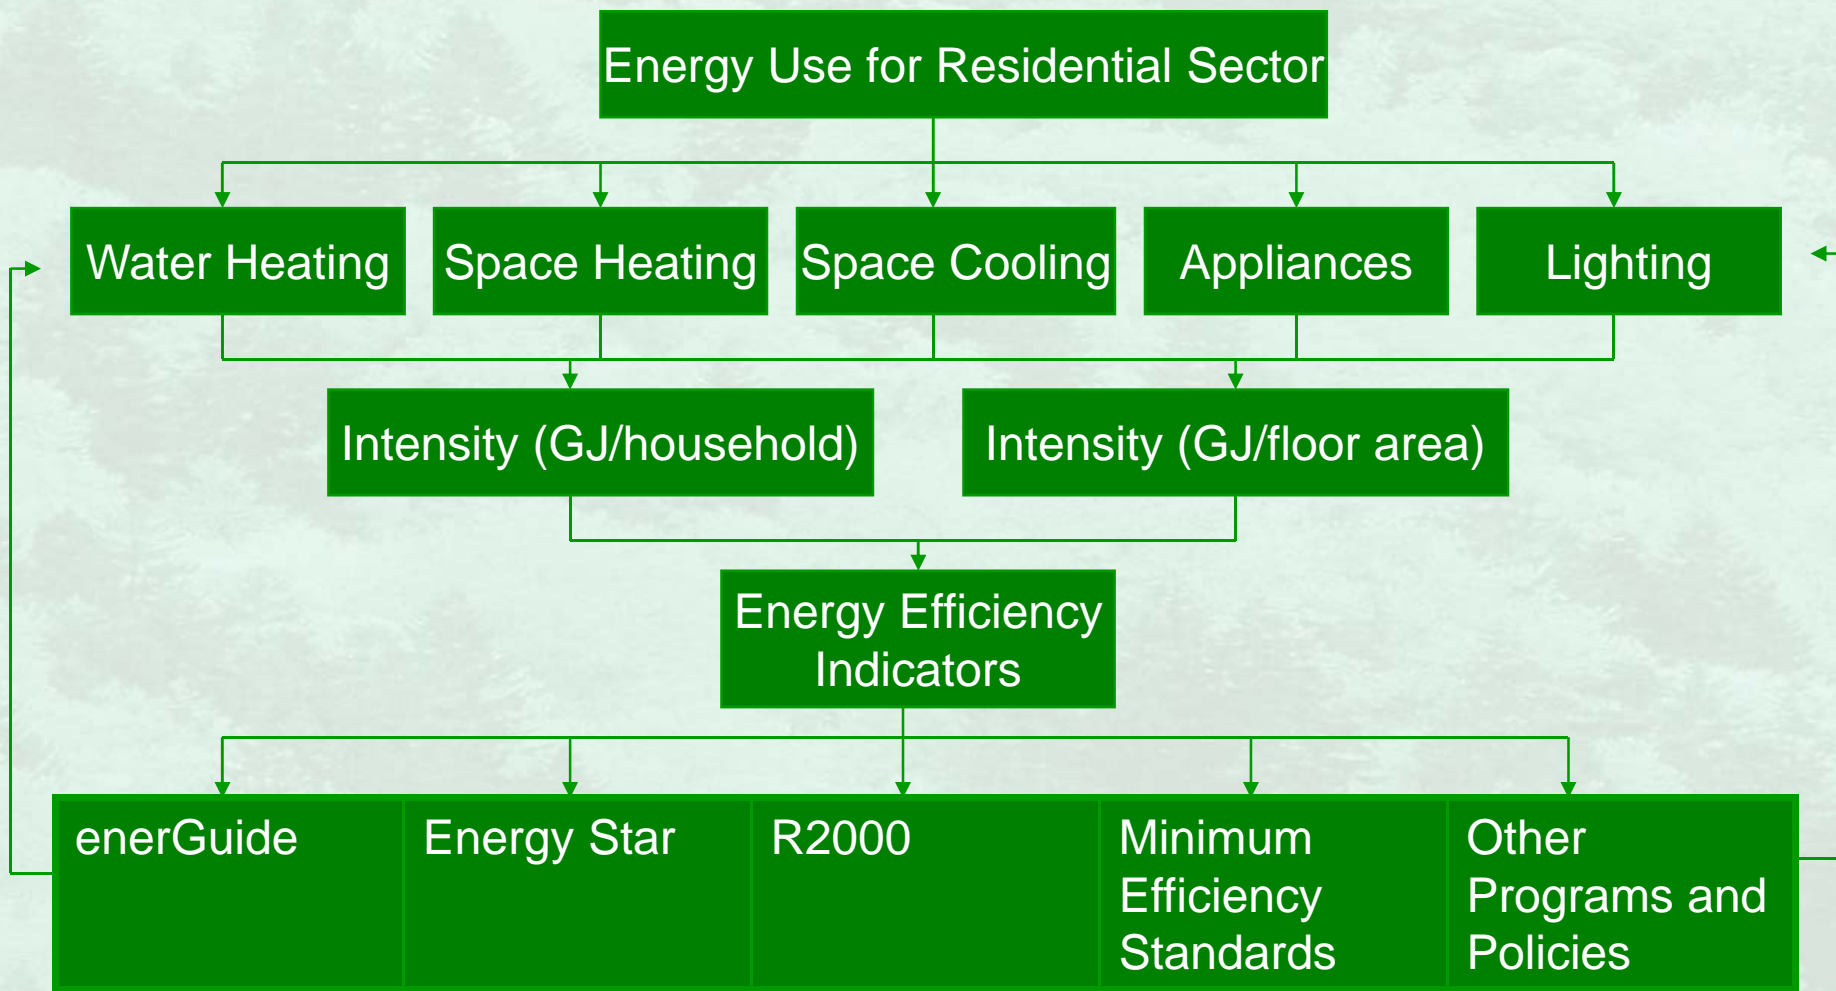 Energy Use for Residential Sector
Water Heating
Space Heating
Space Cooling
Appliances
Lighting
Intensity (GJ/household)
Intensity (GJ/floor area)
Energy Efficiency
Indicators
enerGuide
Energy Star
R2000
Minimum
Efficiency
Standards
Other
Programs and
Policies